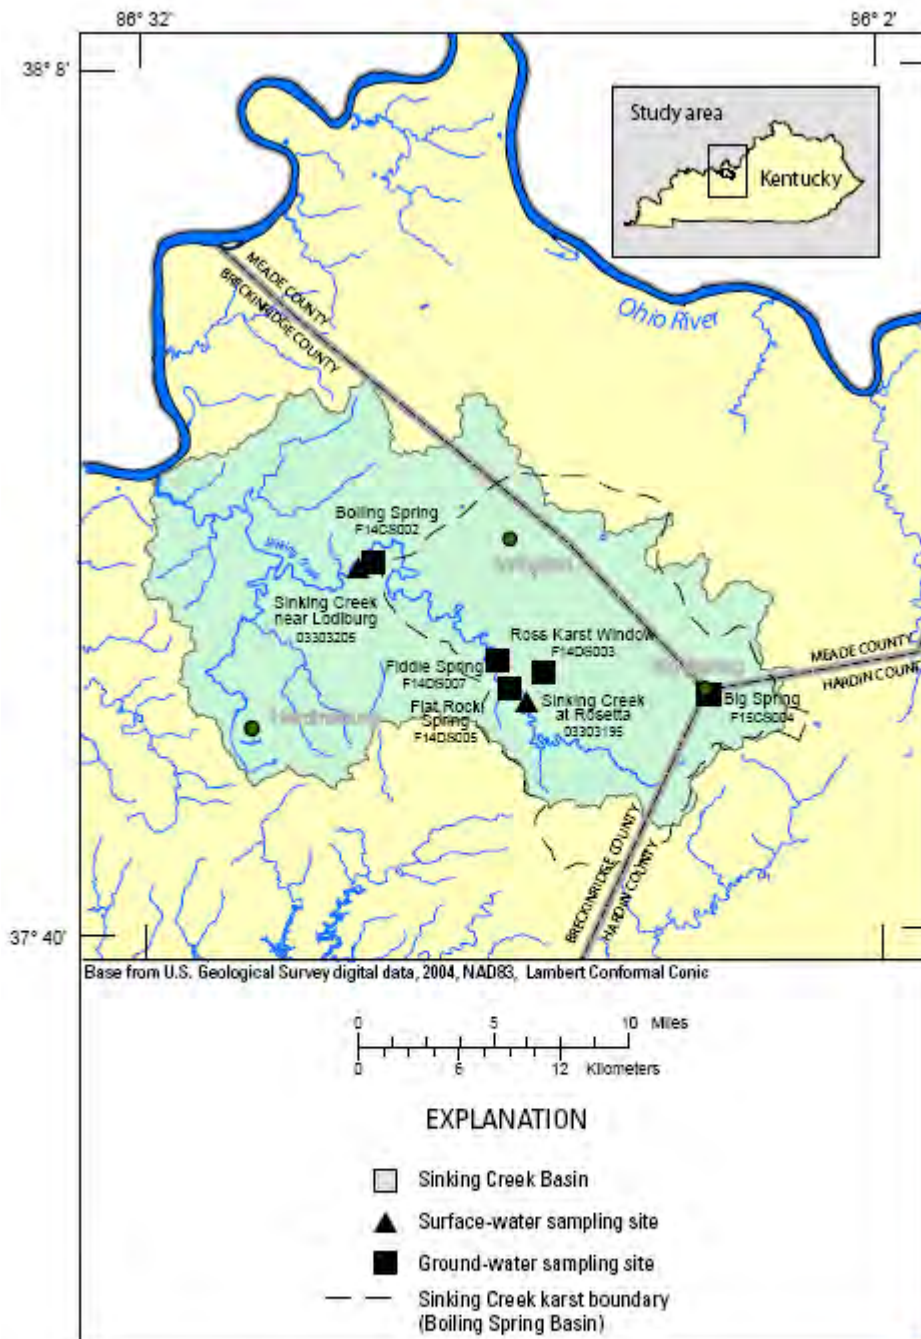 86° 32'
86° 2'
38° 8'
Study area
Kentucky
Ohio River
MEADE COUNTY
BRECKINRIDGE COUNTY
Boiling Spring
F14CS002
Sinking Creek
Sinking Creek
near Lodiburg
03303205
Ross Karst Window
F14DS003
MEADE COUNTY
HARDIN COUNTY
Fiddle Spring
F14DS007
Flat Rock
Spring
F14DS005
Sinking Creek
at Rosetta
03303195
Big Spring
F15CS004
Hardinsburg
BRECKINRIDGE COUNTY
HARDIN COUNTY
37° 40'
Base from U.S. Geological Survey digital data, 2004, NAD83, Lambert Conformal Conic
0 5 10 Miles
0 6 12 Kilometers
EXPLANATION
Sinking Creek Basin
Surface-water sampling site
Ground-water sampling site
Sinking Creek karst boundary
(Boiling Spring Basin)